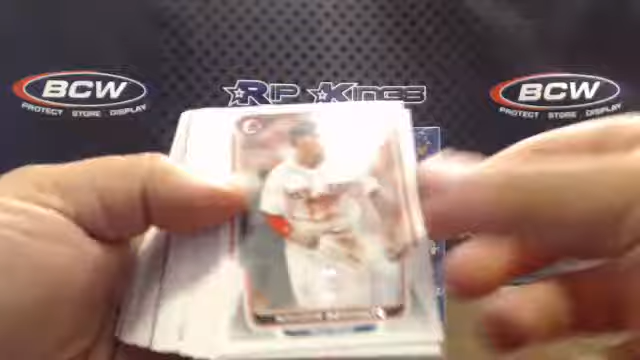 BCW
PROTECT STORE DISPLAY
RIP KINGS
BCW
PROTECT STORE DISPLAY